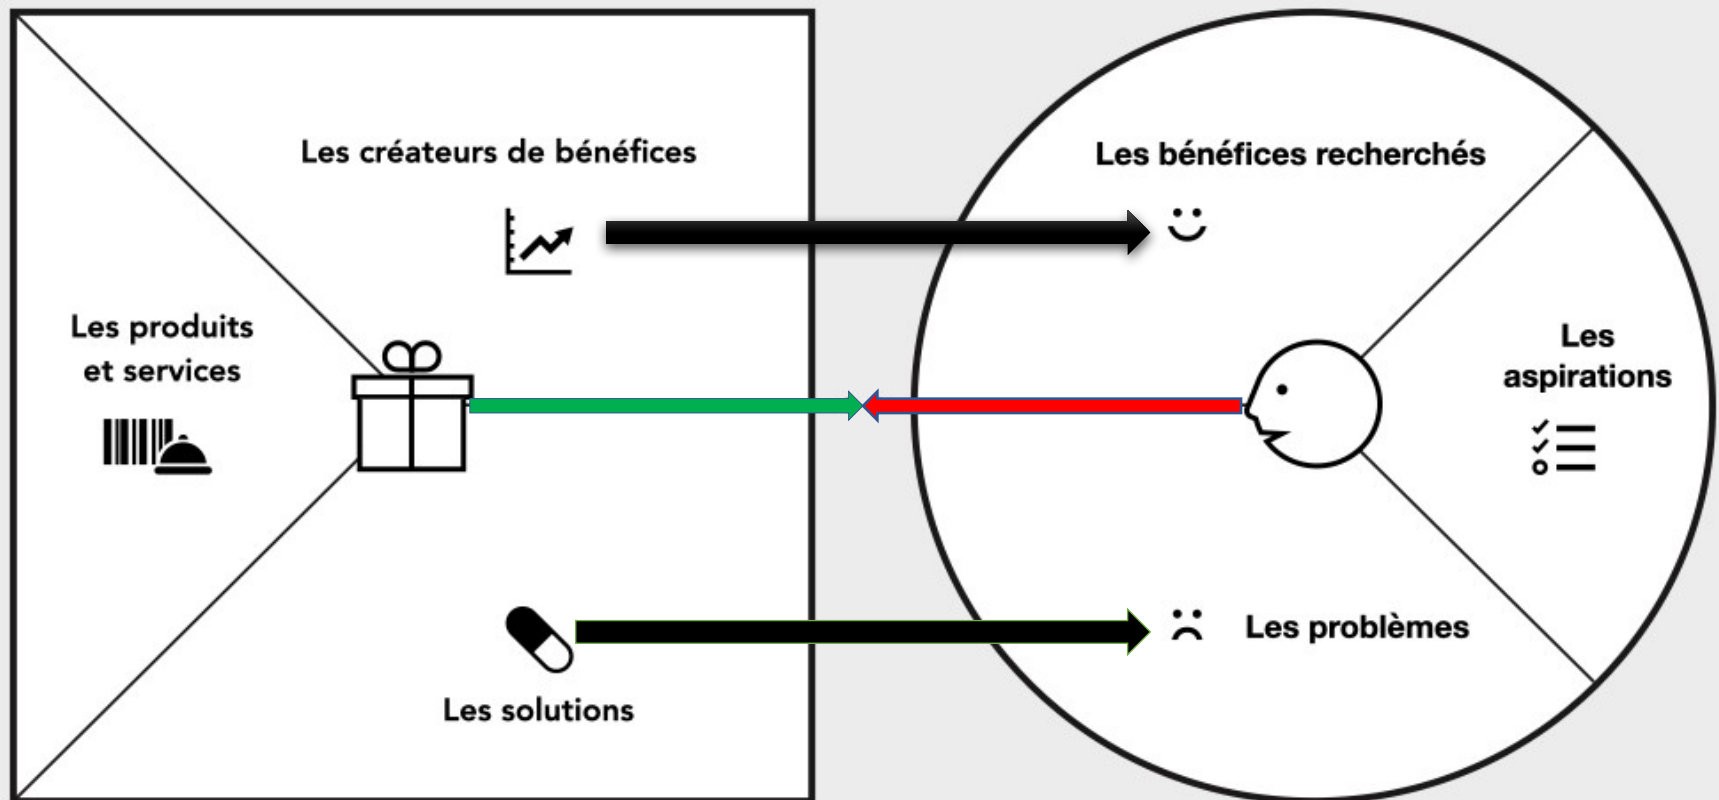 Les créateurs de bénéfices
Les produits
et services
Les solutions
Les bénéfices recherchés
Les
aspirations
Les problèmes